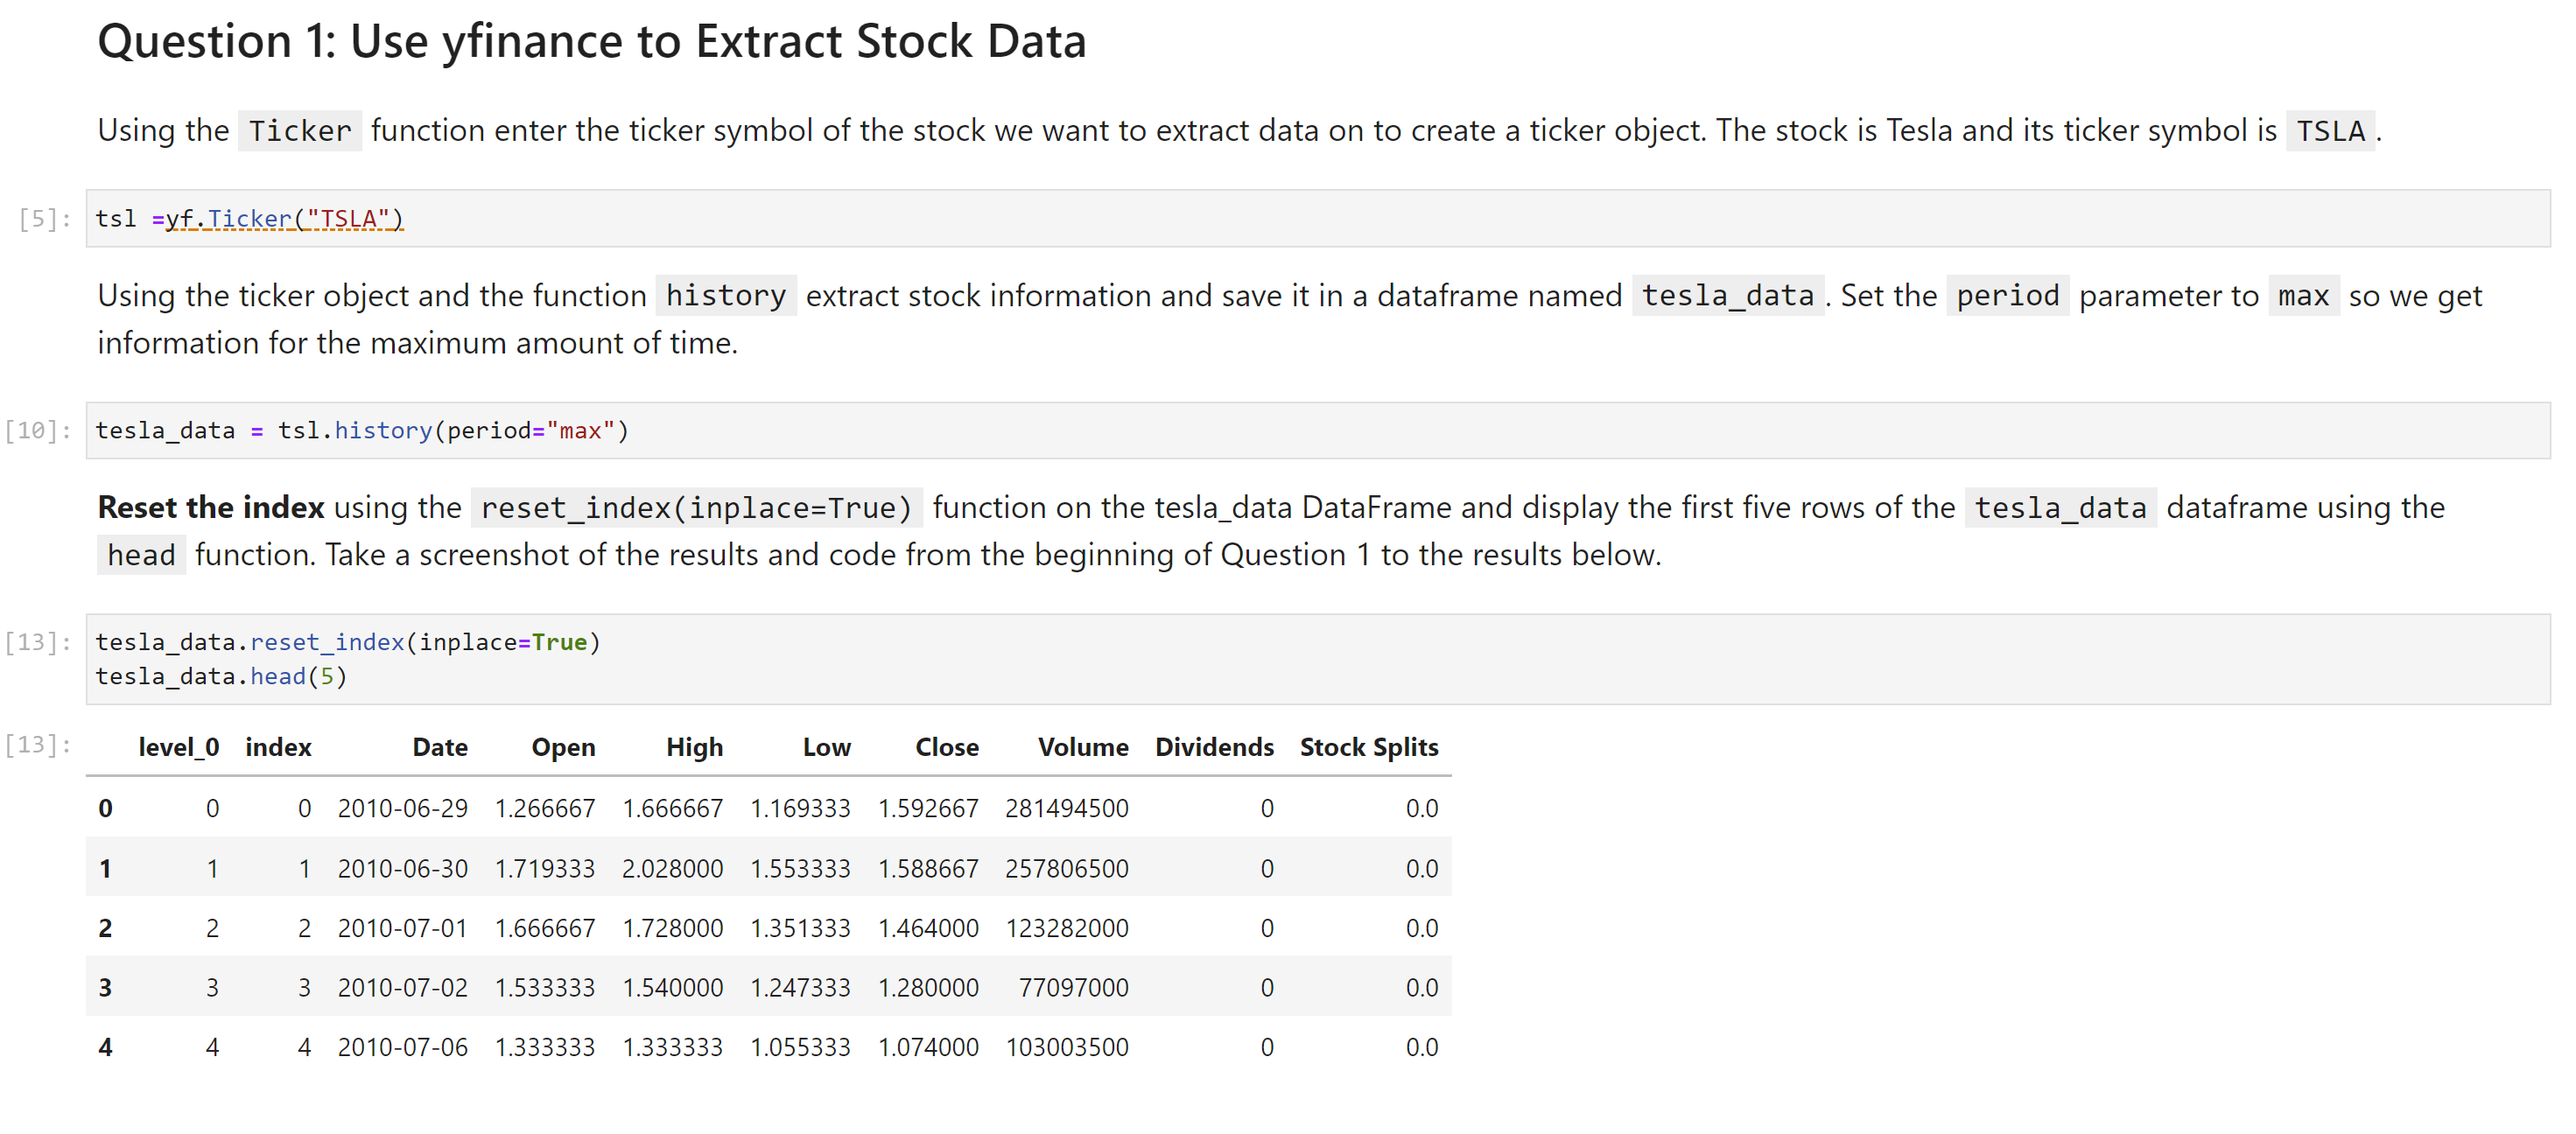 Question 1: Use yfinance to Extract Stock Data
Using the Ticker function enter the ticker symbol of the stock we want to extract data on to create a ticker object. The stock is Tesla and its ticker symbol is TSLA.
[5]: tsl =yf.Ticker("TSLA")
Using the ticker object and the function history extract stock information and save it in a dataframe named tesla_data. Set the period parameter to max so we get
information for the maximum amount of time.
[10]: tesla_data = tsl.history(period="max")
Reset the index using the reset_index(inplace=True) function on the tesla_data DataFrame and display the first five rows of the tesla_data dataframe using the
head function. Take a screenshot of the results and code from the beginning of Question 1 to the results below.
[13]: tesla_data.reset_index(inplace=True)
tesla_data.head(5)
[13]: level_0 index Date Open High Low Close Volume Dividends Stock Splits
0 0 0 2010-06-29 1.266667 1.666667 1.169333 1.592667 281494500 0 0.0
1 1 1 2010-06-30 1.719333 2.028000 1.553333 1.588667 257806500 0 0.0
2 2 2 2010-07-01 1.666667 1.728000 1.351333 1.464000 123282000 0 0.0
3 3 3 2010-07-02 1.533333 1.540000 1.247333 1.280000 77097000 0 0.0
4 4 4 2010-07-06 1.333333 1.333333 1.055333 1.074000 103003500 0 0.0